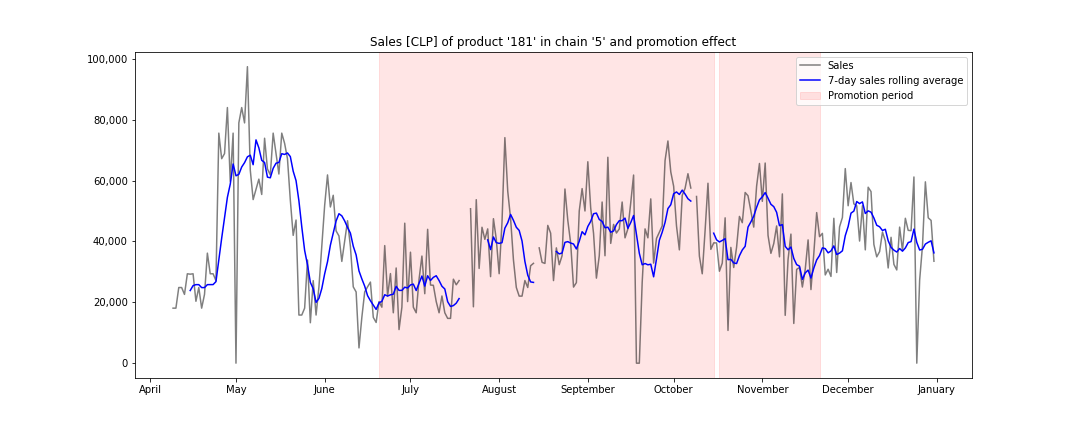 Sales [CLP] of product '181' in chain '5' and promotion effect
100,000
80,000
60,000
40,000
20,000
0
Sales
7-day sales rolling average
Promotion period
April May June July August September October November December January